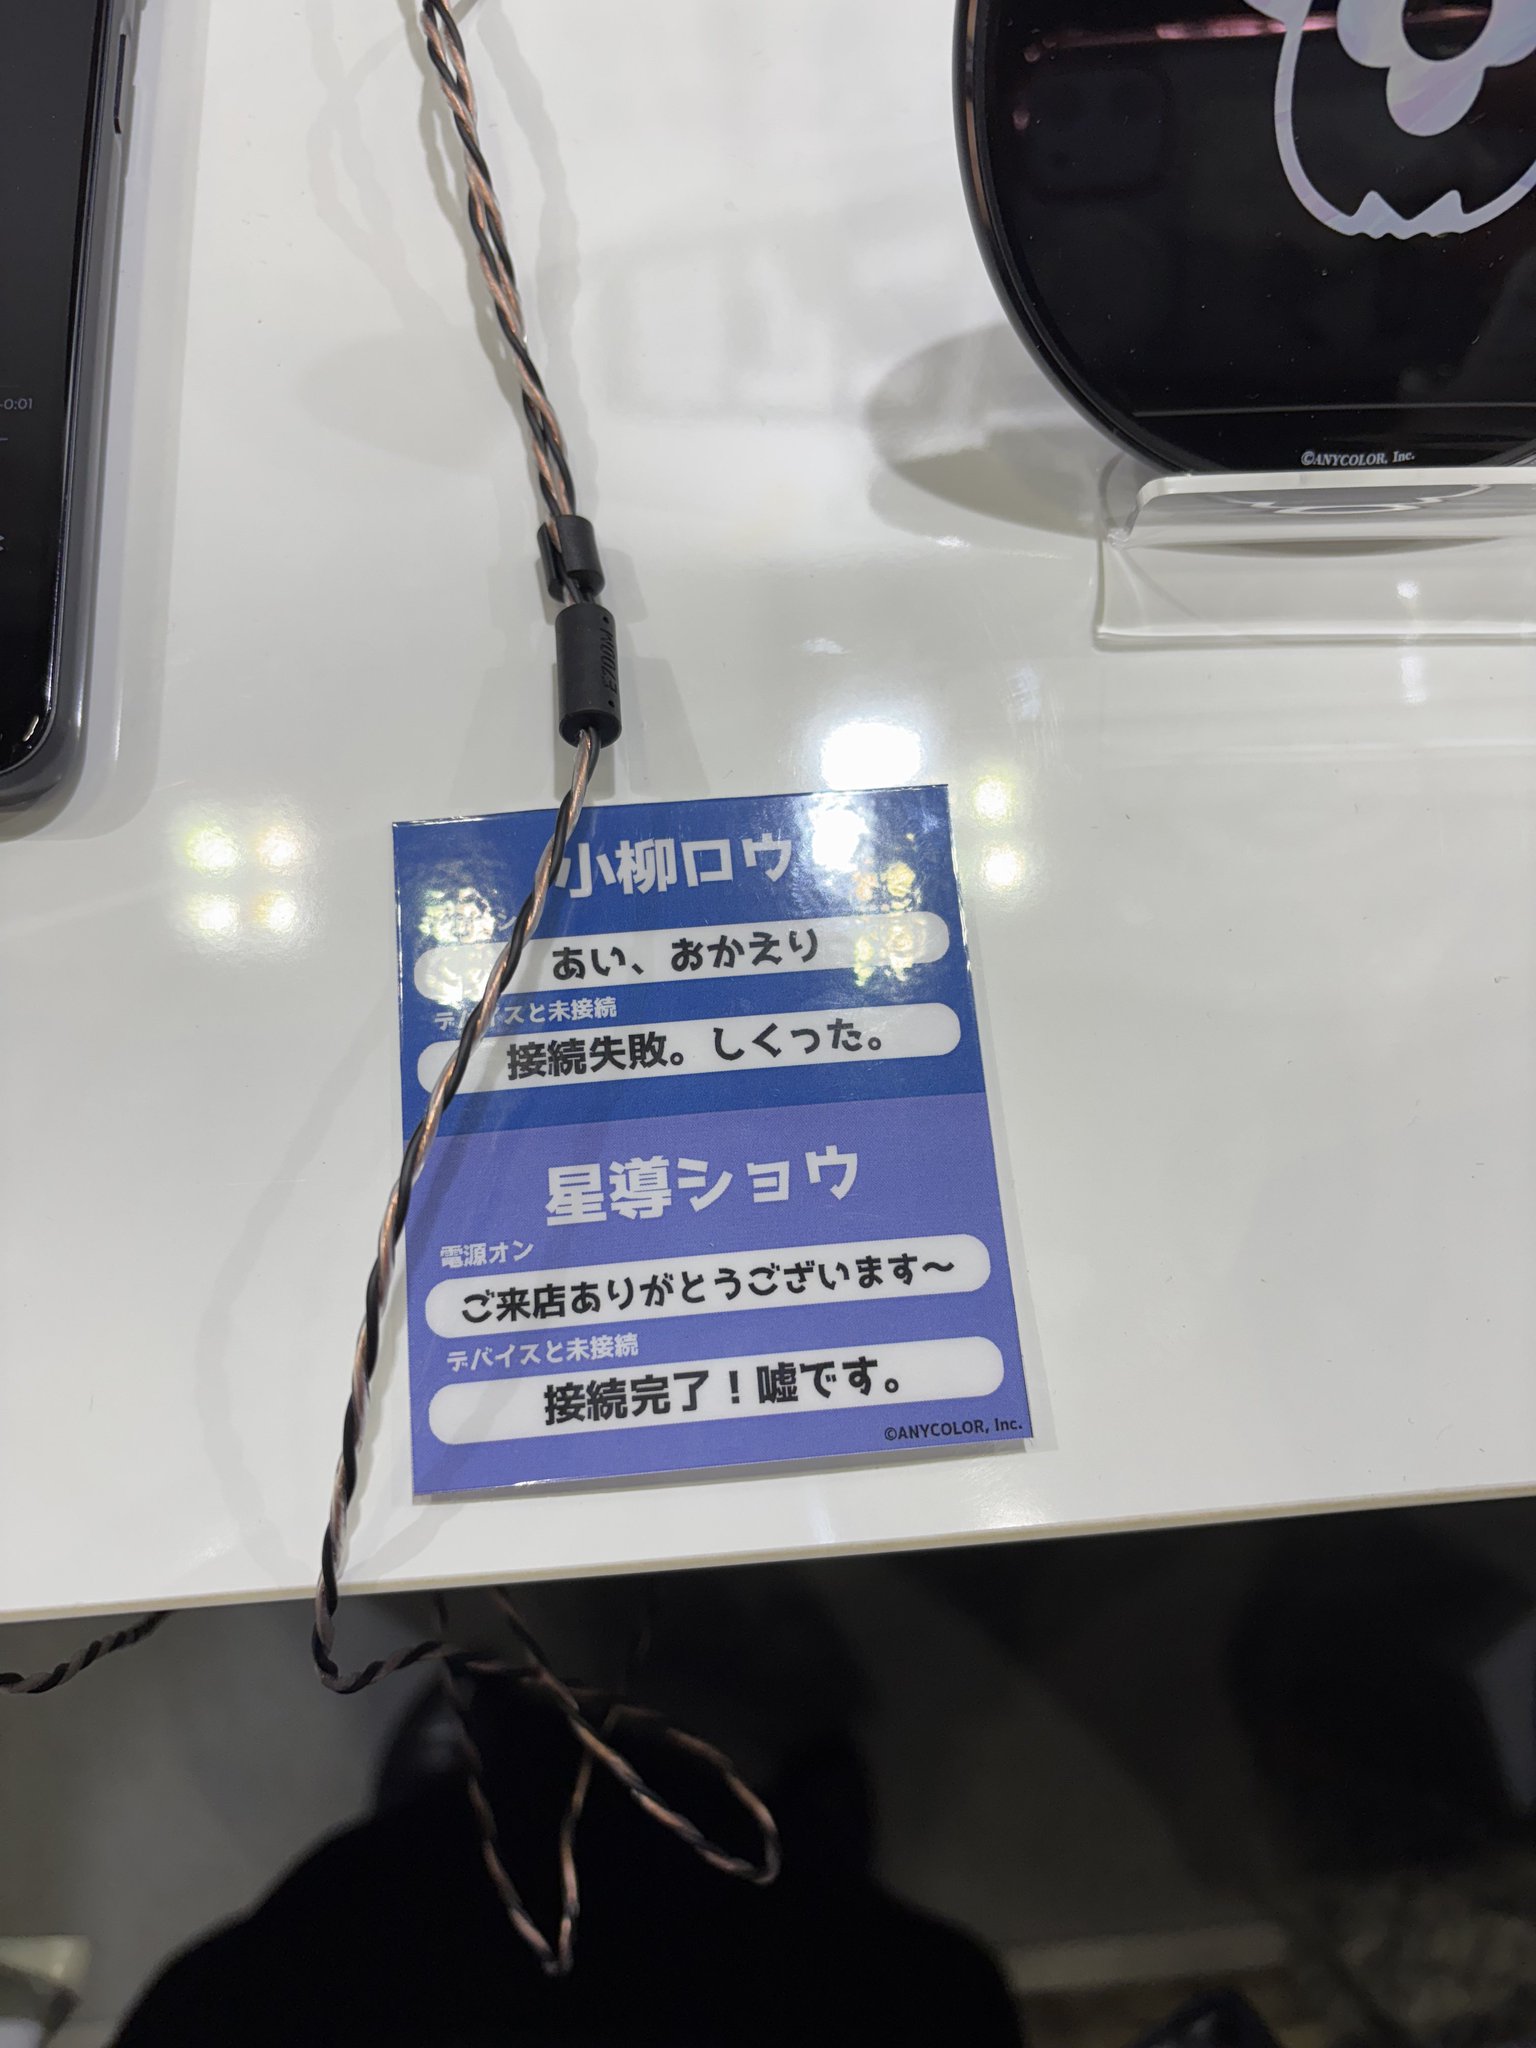 -0:01
©ANYCOLOR, Inc.
MOOL3
小柳ロウ
あい、おかえり
デバイスと未接続
接続失敗。しくった。
星導ショウ
電源オン
ご来店ありがとうございます〜
デバイスと未接続
接続完了！嘘です。
©ANYCOLOR, Inc.